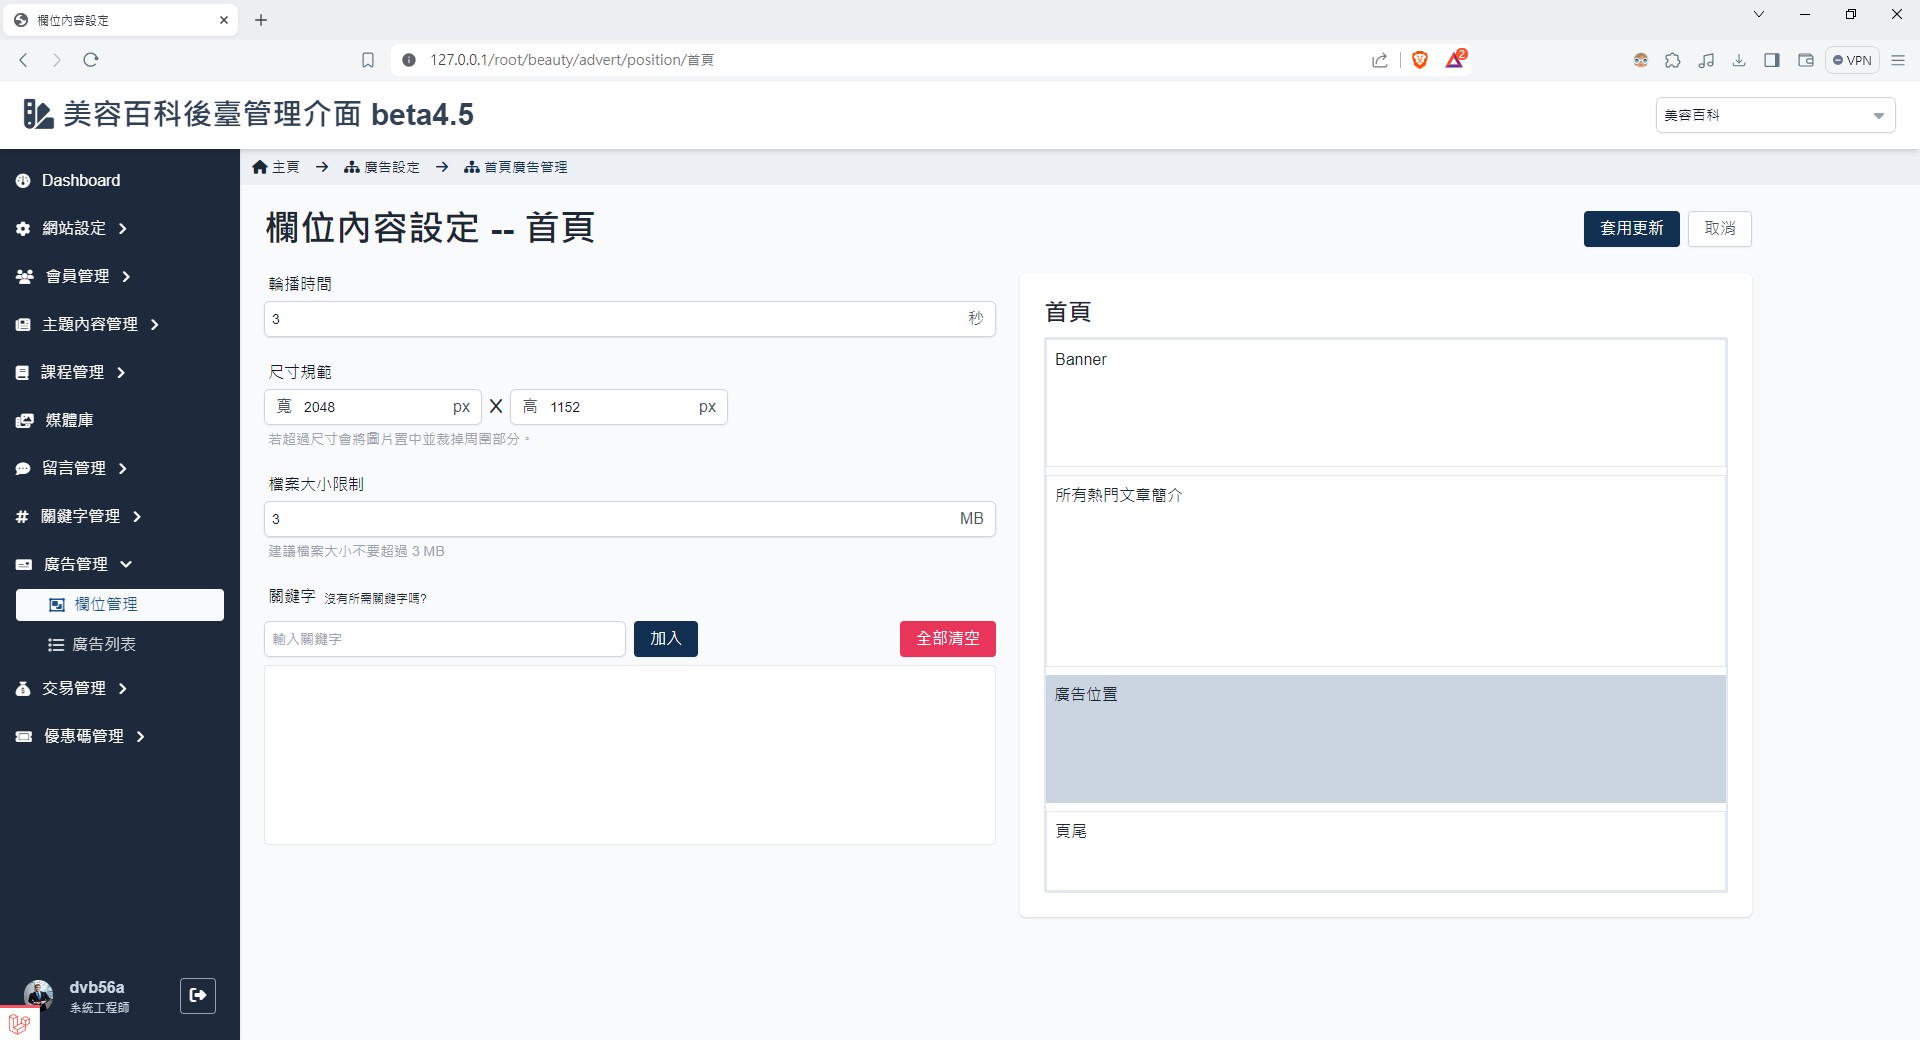 欄位內容設定
127.0.0.1/root/beauty/advert/position/首頁
2
VPN
美容百科後臺管理介面 beta4.5
美容百科
Dashboard
網站設定
會員管理
主題內容管理
課程管理
媒體庫
留言管理
關鍵字管理
廣告管理
欄位管理
廣告列表
交易管理
優惠碼管理
dvb56a
系統工程師
主頁 → 廣告設定 → 首頁廣告管理
欄位內容設定 -- 首頁
套用更新
取消
輪播時間
3 秒
尺寸規範
寬 2048 px X 高 1152 px
若超過尺寸會將圖片置中並裁掉周圍部分。
檔案大小限制
3 MB
建議檔案大小不要超過 3 MB
關鍵字 沒有所需關鍵字嗎?
輸入關鍵字
加入
全部清空
首頁
Banner
所有熱門文章簡介
廣告位置
頁尾